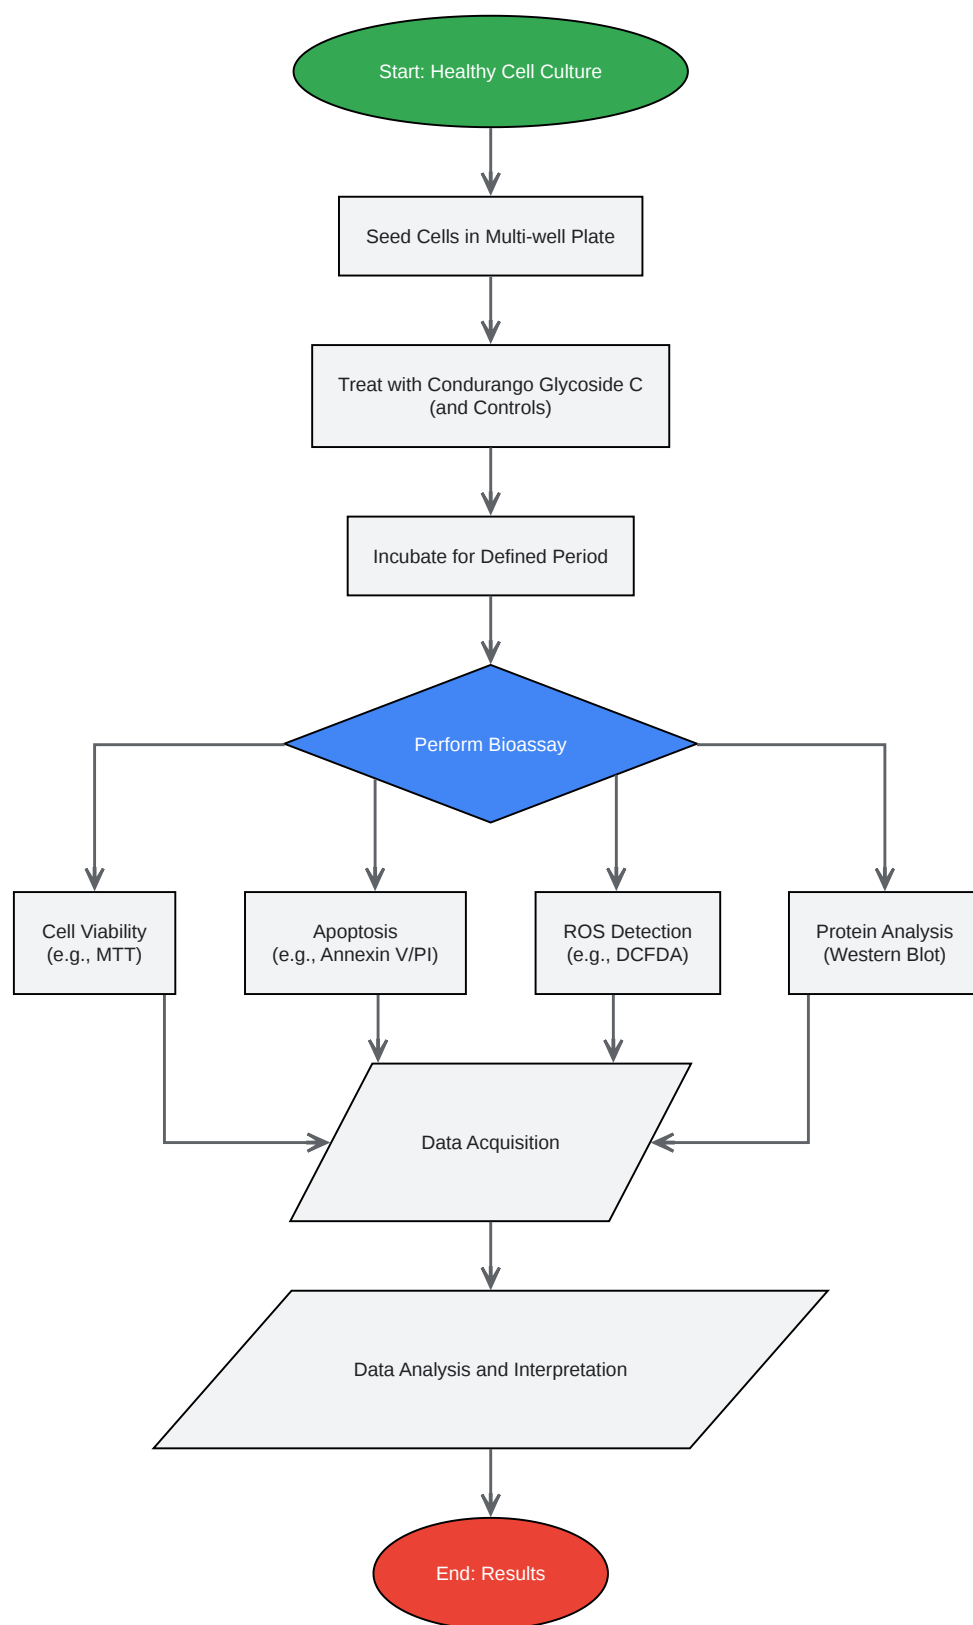 Start: Healthy Cell Culture
Seed Cells in Multi-well Plate
Treat with Condurango Glycoside C
(and Controls)
Incubate for Defined Period
Perform Bioassay
Cell Viability
(e.g., MTT)
Apoptosis
(e.g., Annexin V/PI)
ROS Detection
(e.g., DCFDA)
Protein Analysis
(Western Blot)
Data Acquisition
Data Analysis and Interpretation
End: Results